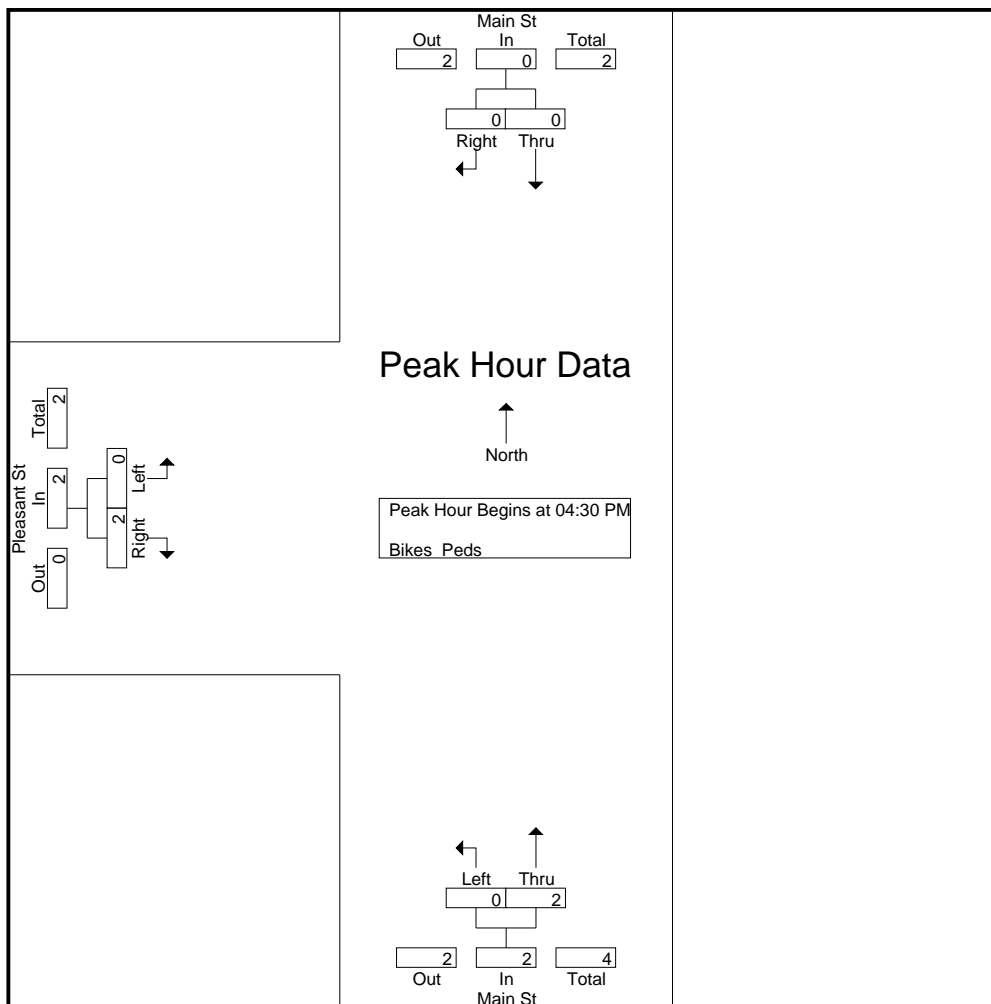 Main St
Out In Total
2 0 2
0 0
Right Thru
Peak Hour Data
North
Peak Hour Begins at 04:30 PM
Bikes Peds
Pleasant St
Out In Total
0 2 2
Right Left
2 0
Left Thru
0 2
2 2 4
Out In Total
Main St